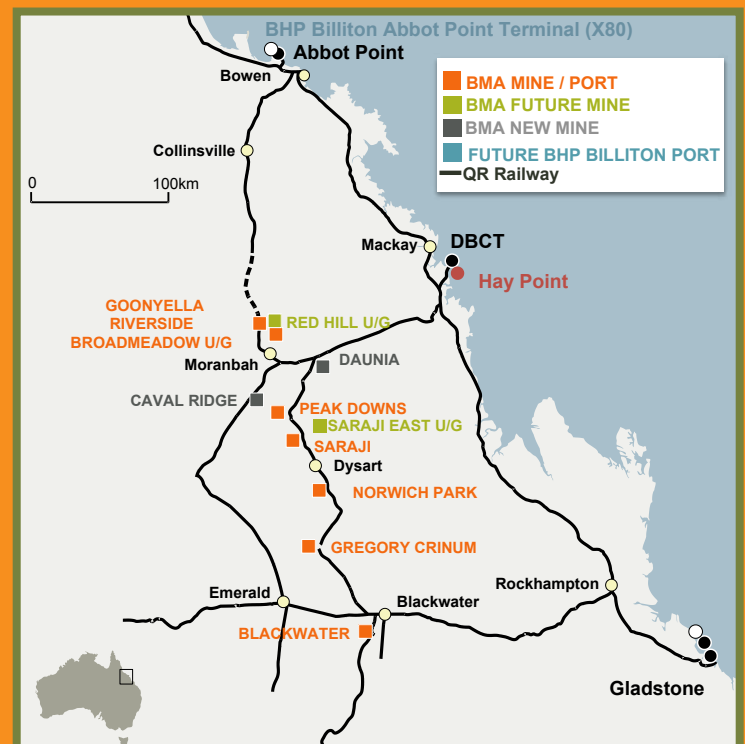 BHP Billiton Abbot Point Terminal (X80)
Abbot Point
Bowen
BMA MINE / PORT
BMA FUTURE MINE
BMA NEW MINE
FUTURE BHP BILLITON PORT
QR Railway
Collinsville
0 100km
Mackay
DBCT
Hay Point
GOONYELLA
RIVERSIDE
BROADMEADOW U/G
RED HILL U/G
Moranbah
DAUNIA
CAVAL RIDGE
PEAK DOWNS
SARAJI EAST U/G
SARAJI
Dysart
NORWICH PARK
GREGORY CRINUM
Emerald
Blackwater
Rockhampton
BLACKWATER
Gladstone